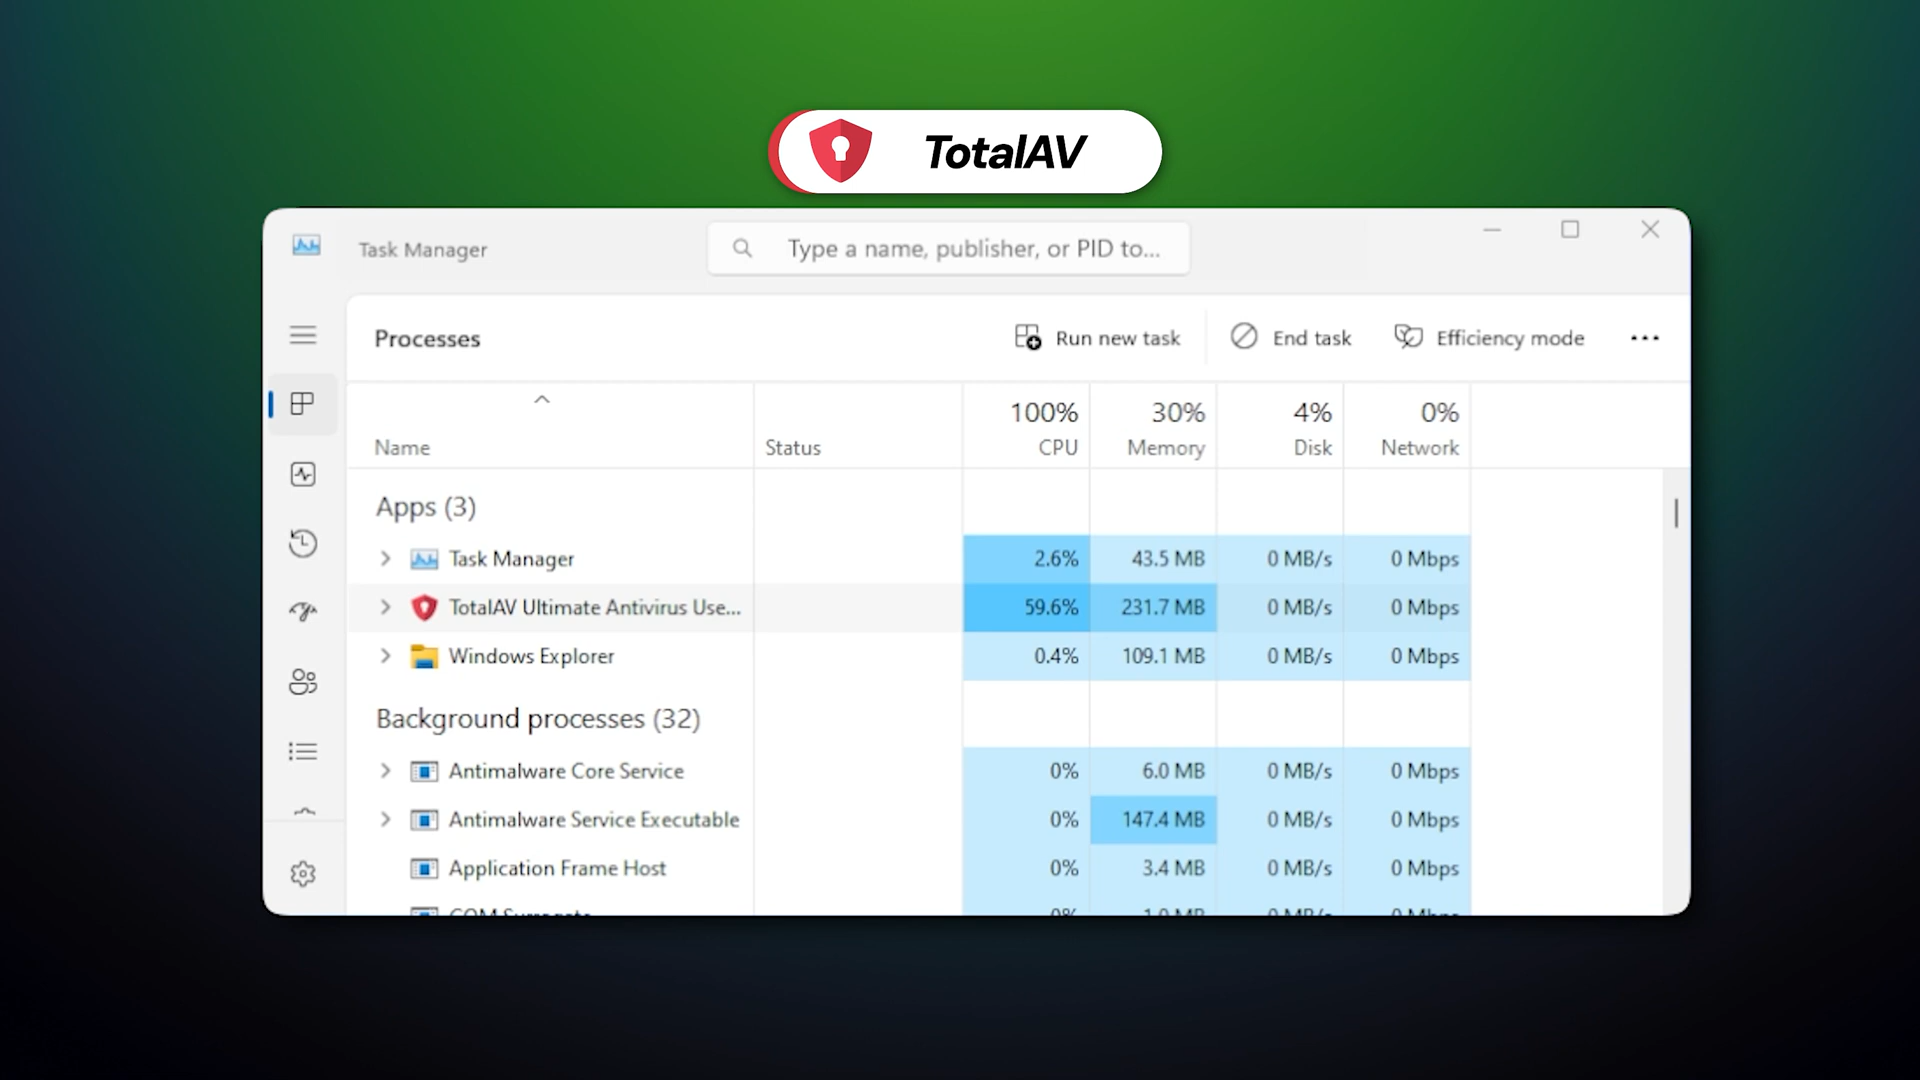 TotalAV
Task Manager
Type a name, publisher, or PID to...
Processes
Run new task
End task
Efficiency mode
100% 30% 4% 0%
Name Status CPU Memory Disk Network
Apps (3)
Task Manager 2.6% 43.5 MB 0 MB/s 0 Mbps
TotalAV Ultimate Antivirus Use... 59.6% 231.7 MB 0 MB/s 0 Mbps
Windows Explorer 0.4% 109.1 MB 0 MB/s 0 Mbps
Background processes (32)
Antimalware Core Service 0% 6.0 MB 0 MB/s 0 Mbps
Antimalware Service Executable 0% 147.4 MB 0 MB/s 0 Mbps
Application Frame Host 0% 3.4 MB 0 MB/s 0 Mbps